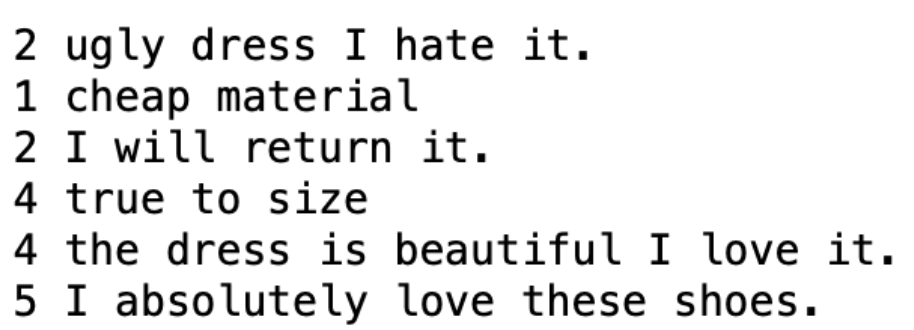 2 ugly dress I hate it.
1 cheap material
2 I will return it.
4 true to size
4 the dress is beautiful I love it.
5 I absolutely love these shoes.